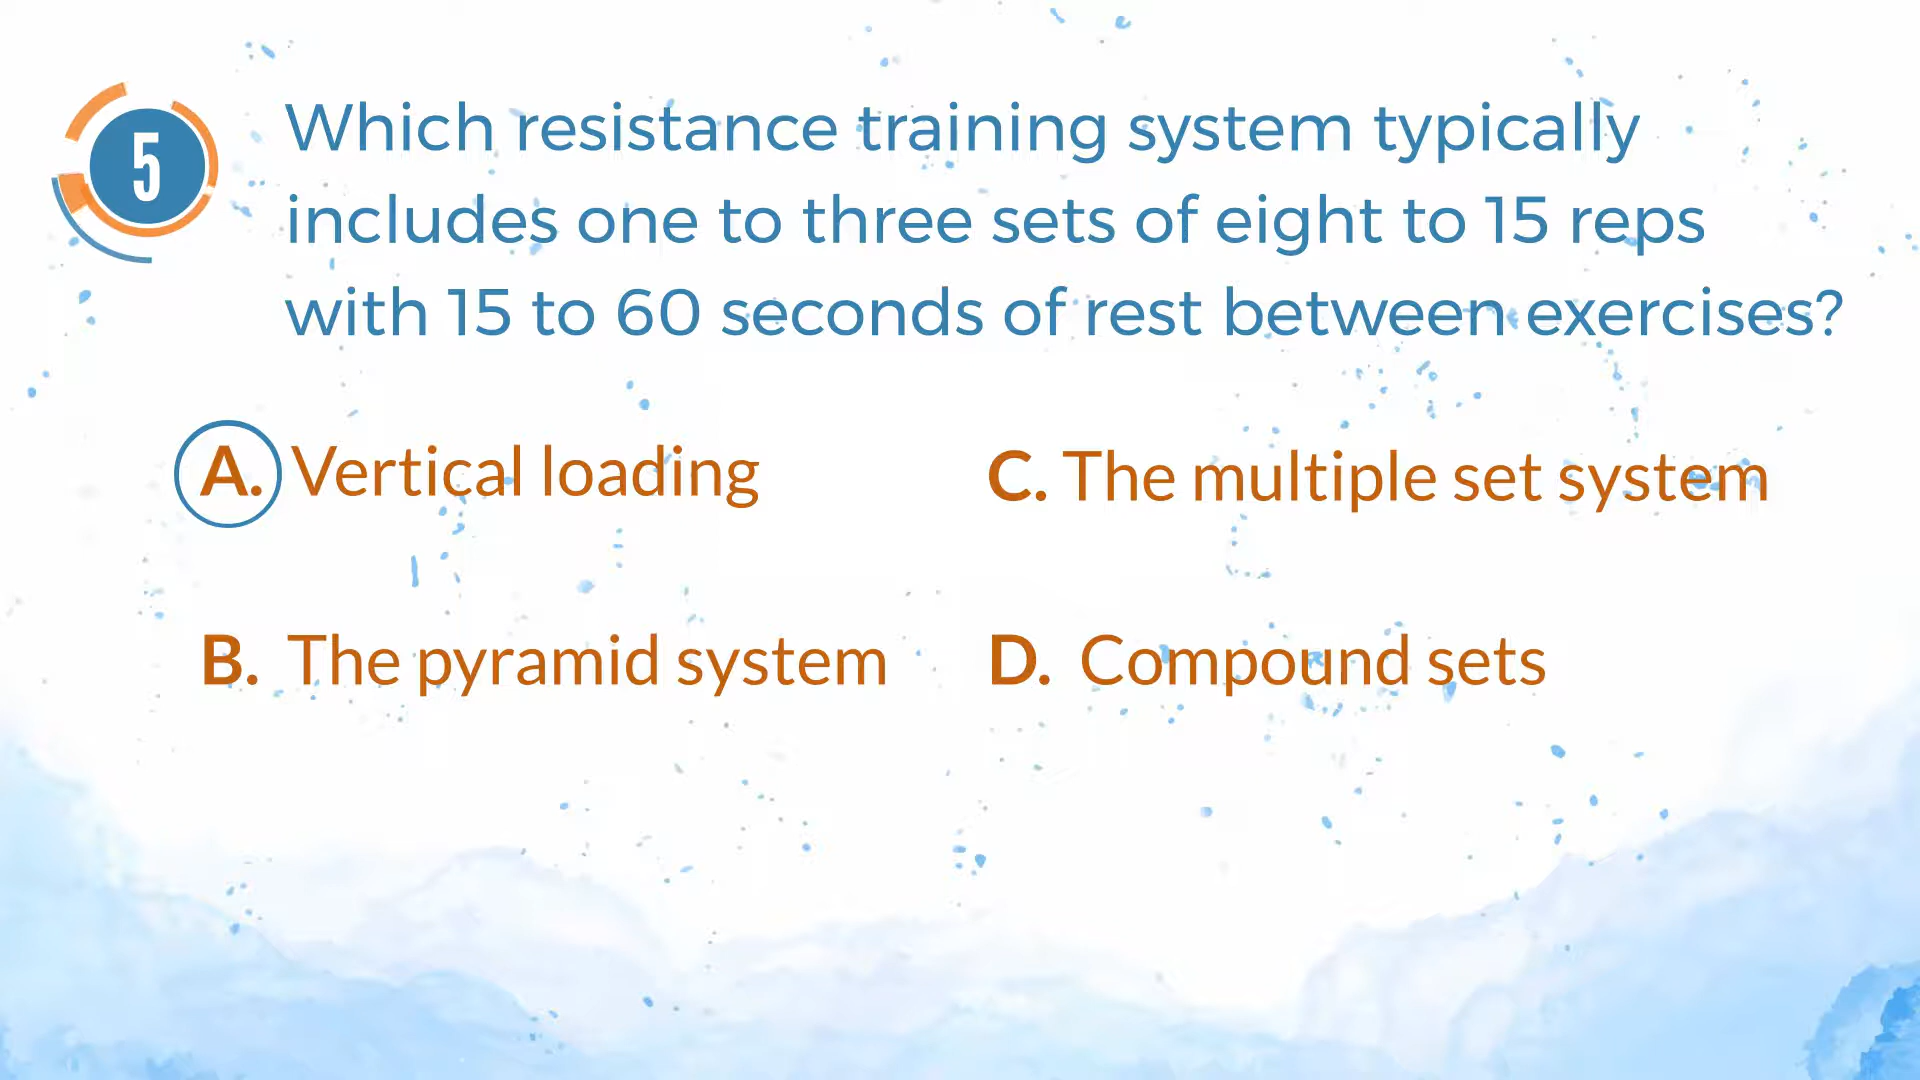 5
Which resistance training system typically
includes one to three sets of eight to 15 reps
with 15 to 60 seconds of rest between exercises?
A. Vertical loading
C. The multiple set system
B. The pyramid system
D. Compound sets